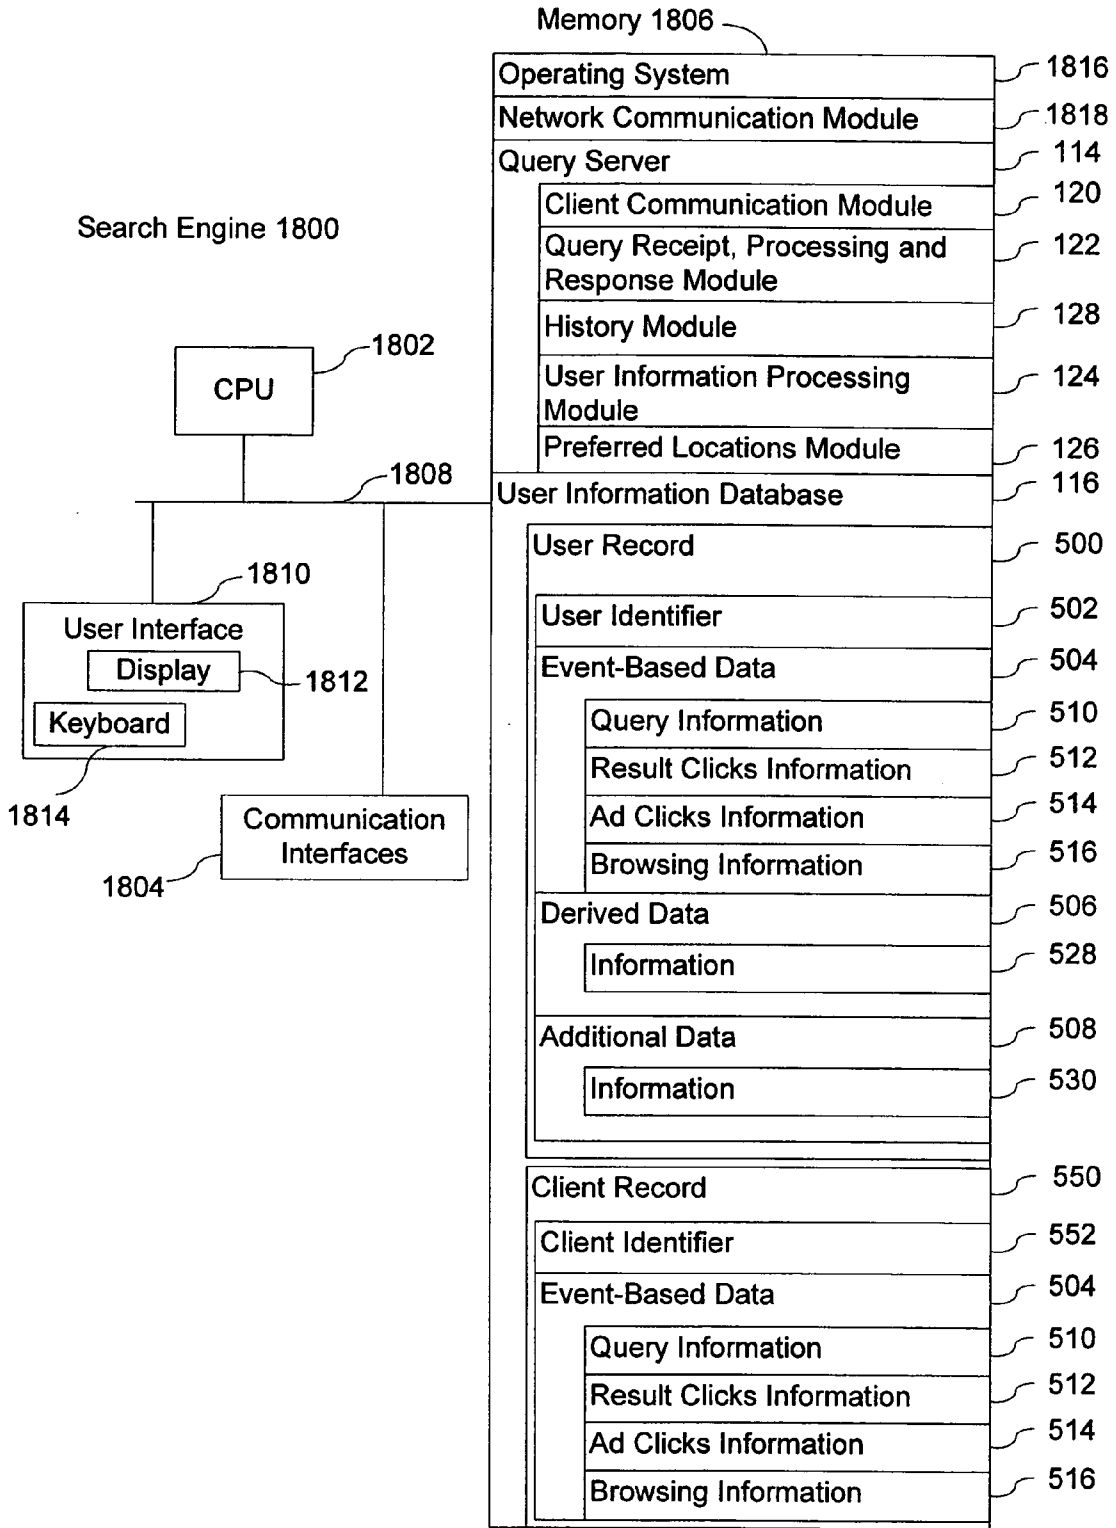 Memory 1806
Operating System 1816
Network Communication Module 1818
Query Server 114
Client Communication Module 120
Search Engine 1800
Query Receipt, Processing and 122
Response Module
History Module 128
1802
CPU
User Information Processing 124
Module
Preferred Locations Module 126
1808
User Information Database 116
User Record 500
1810
User Identifier 502
User Interface
Display
1812
Event-Based Data 504
Keyboard
Query Information 510
Result Clicks Information 512
1814
Communication
Interfaces
1804
Ad Clicks Information 514
Browsing Information 516
Derived Data 506
Information 528
Additional Data 508
Information 530
Client Record 550
Client Identifier 552
Event-Based Data 504
Query Information 510
Result Clicks Information 512
Ad Clicks Information 514
Browsing Information 516